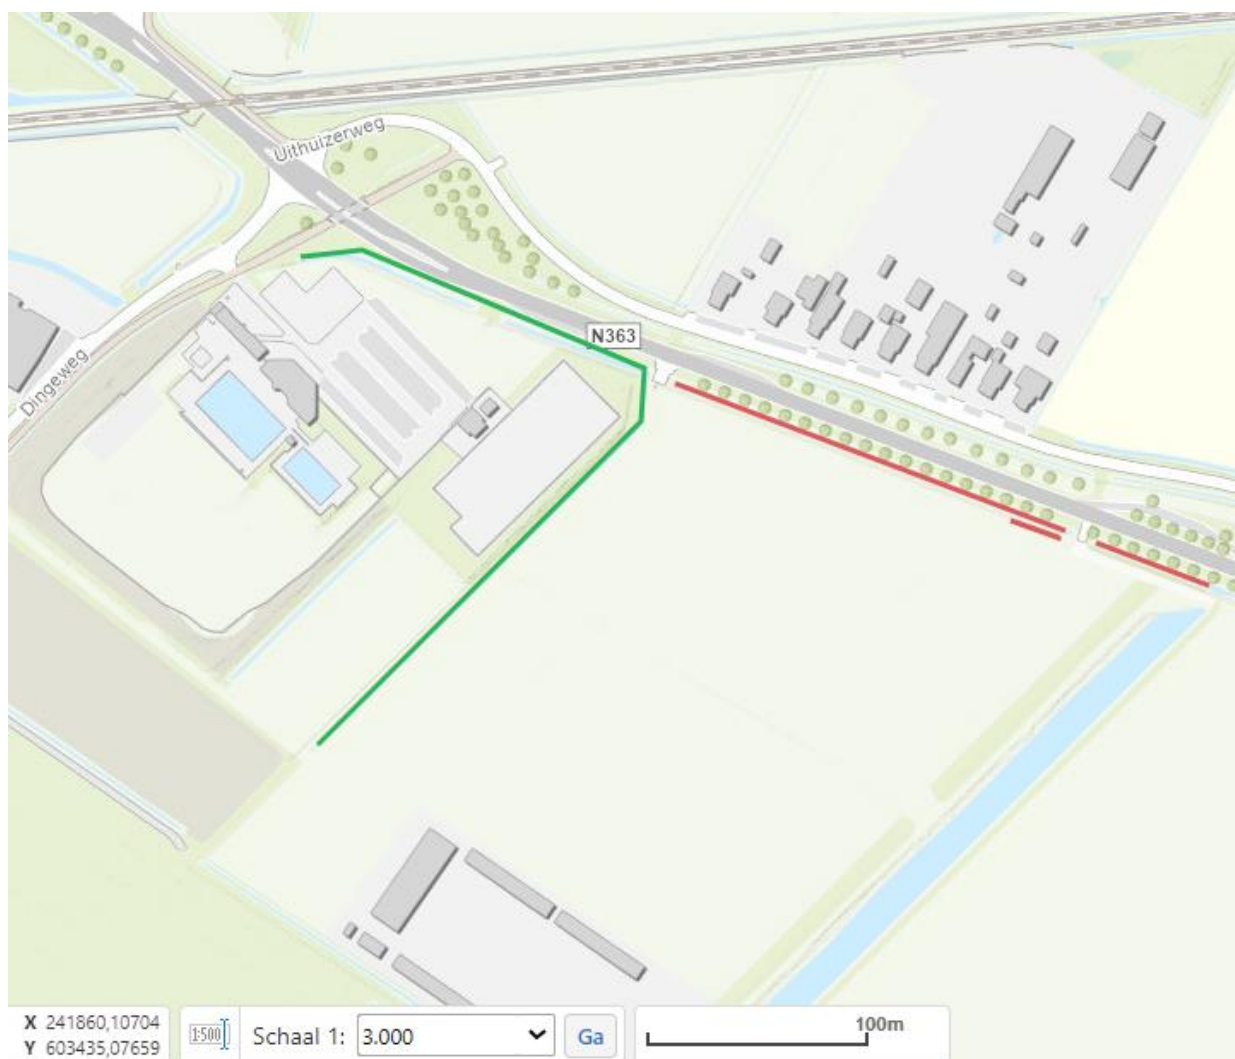 Uithuizerweg
N363
Dingeweg
X 241860,10704
Y 603435,07659
1:500
Schaal 1:
3.000
Ga
100m